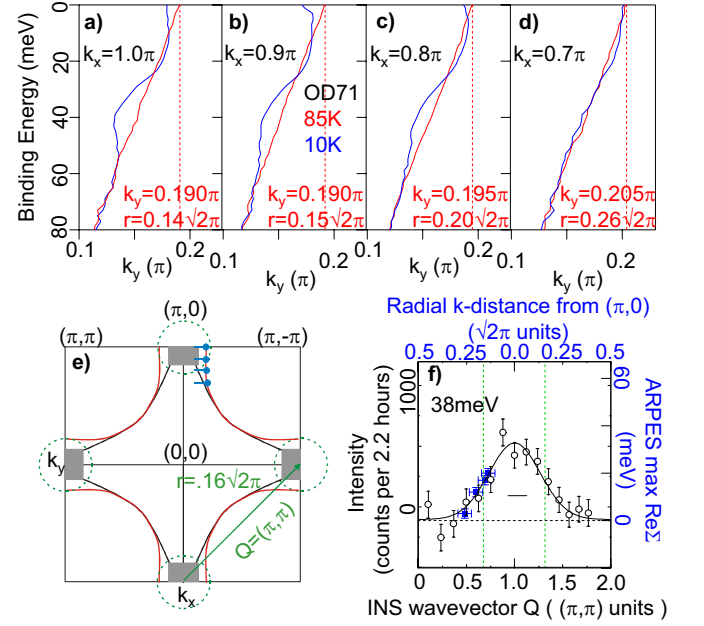 a)
k_x=1.0π
k_y=0.190π
r=0.14√2π
b)
k_x=0.9π
OD71
85K
10K
k_y=0.190π
r=0.15√2π
c)
k_x=0.8π
k_y=0.195π
r=0.20√2π
d)
k_x=0.7π
k_y=0.205π
r=0.26√2π
Binding Energy (meV)
0
20
40
60
80
0.1 0.2 0.1 0.2 0.1 0.2 0.1 0.2
k_y (π) k_y (π) k_y (π) k_y (π)
(π,0)
(π,π) (π,-π)
e)
(0,0)
k_y
r=.16√2π
Q=(π,π)
k_x
Radial k-distance from (π,0)
(√2π units)
0.5 0.25 0.0 0.25 0.5
f)
38meV
Intensity
(counts per 2.2 hours)
1000
0
60
0
ARPES max ReΣ
(meV)
0 0.5 1.0 1.5 2.0
INS wavevector Q ( (π,π) units )